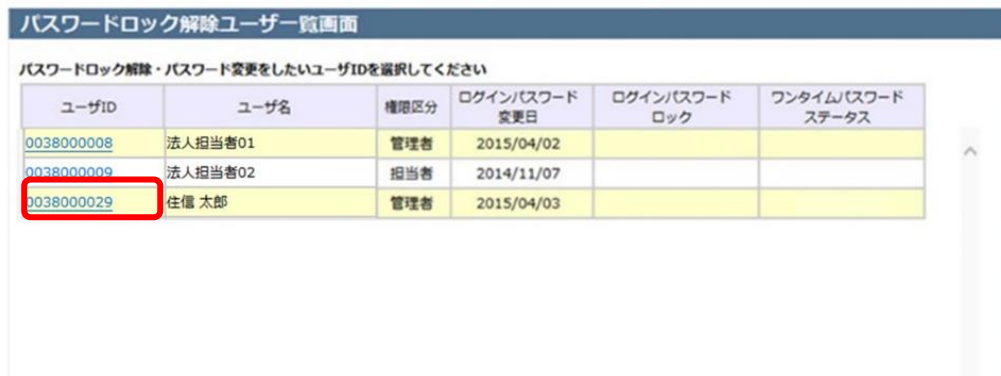 パスワードロック解除ユーザ一覧画面
パスワードロック解除・パスワード変更をしたいユーザIDを選択してください
ユーザID ユーザ名 権限区分 ログインパスワード変更日 ログインパスワードロック ワンタイムパスワードステータス
0038000008 法人担当者01 管理者 2015/04/02
0038000009 法人担当者02 担当者 2014/11/07
0038000029 住信 太郎 管理者 2015/04/03